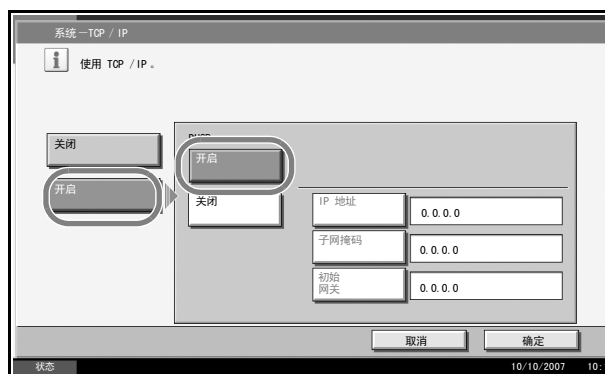 系统－TCP / IP
使用 TCP / IP。
关闭
开启
DHCP
开启
关闭
IP 地址
0.0.0.0
子网掩码
0.0.0.0
初始
网关
0.0.0.0
取消
确定
状态
10/10/2007 10: